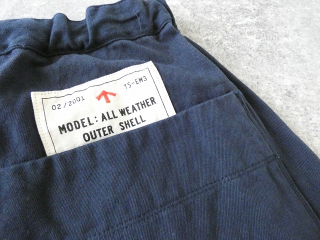 02/2001 15-EM3
MODEL: ALL WEATHER
OUTER SHELL